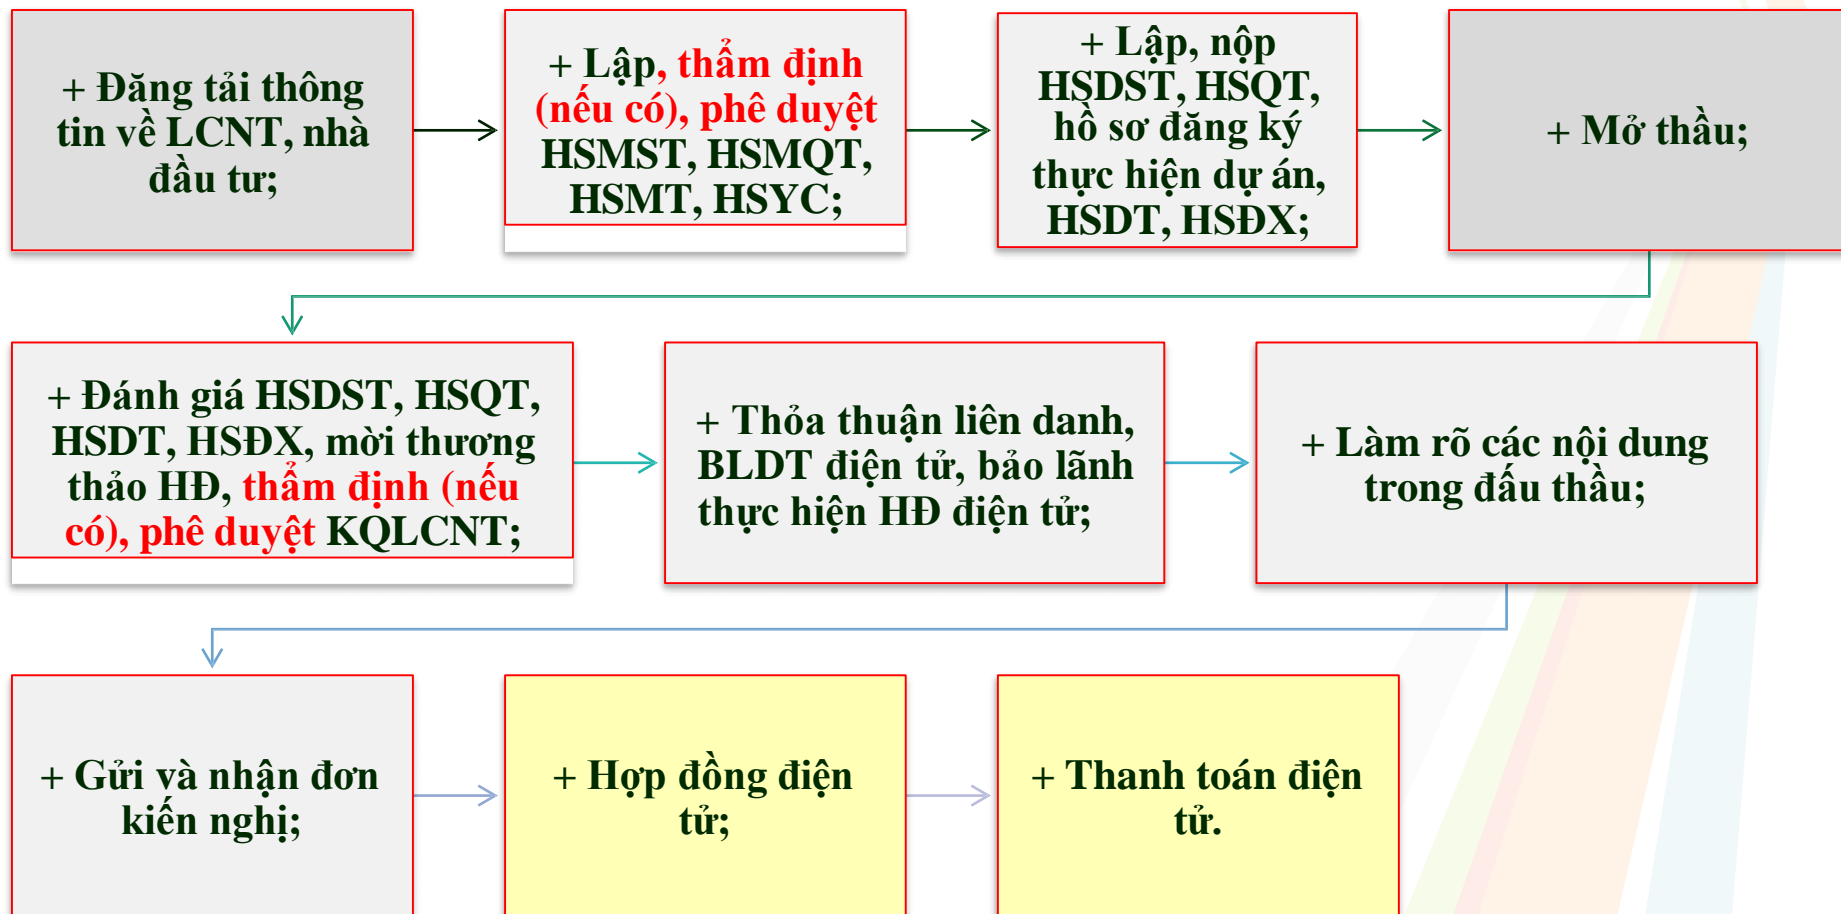 + Đăng tải thông
tin về LCNT, nhà
đầu tư;
+ Lập, thẩm định
(nếu có), phê duyệt
HSMST, HSMQT,
HSMT, HSYC;
+ Lập, nộp
HSDST, HSQT,
hồ sơ đăng ký
thực hiện dự án,
HSDT, HSĐX;
+ Mở thầu;
+ Đánh giá HSDST, HSQT,
HSDT, HSĐX, mời thương
thảo HĐ, thẩm định (nếu
có), phê duyệt KQLCNT;
+ Thỏa thuận liên danh,
BLDT điện tử, bảo lãnh
thực hiện HĐ điện tử;
+ Làm rõ các nội dung
trong đấu thầu;
+ Gửi và nhận đơn
kiến nghị;
+ Hợp đồng điện
tử;
+ Thanh toán điện
tử.